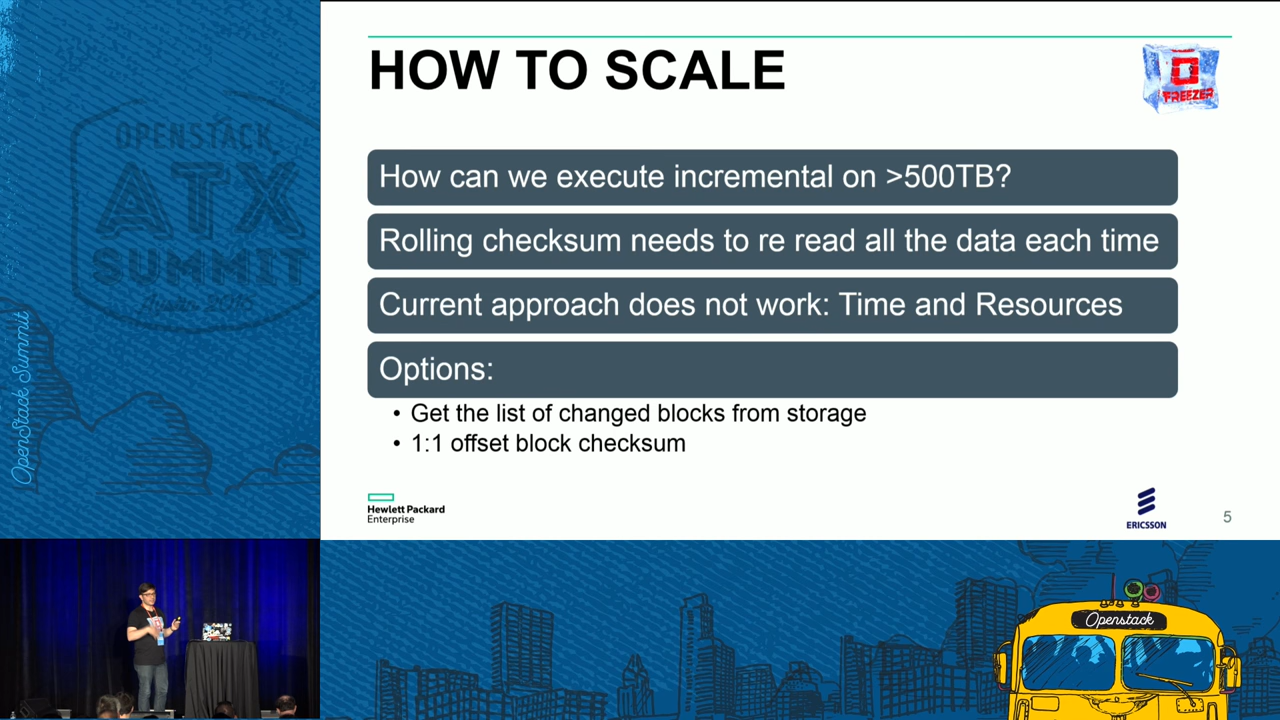 HOW TO SCALE
FREEZER
How can we execute incremental on >500TB?
Rolling checksum needs to re read all the data each time
Current approach does not work: Time and Resources
Options:
• Get the list of changed blocks from storage
• 1:1 offset block checksum
Hewlett Packard
Enterprise
ERICSSON
5
OPENSTACK
ATX
SUMMIT
Austin 2016
OpenStack Summit
Openstack